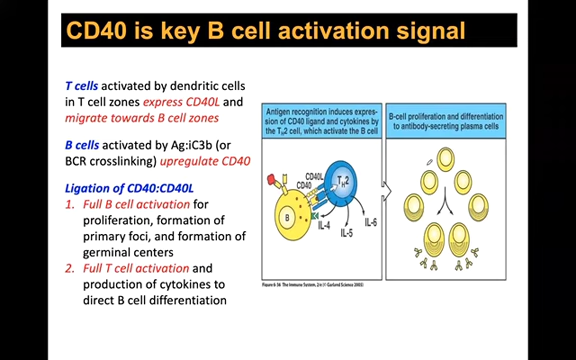 CD40 is key B cell activation signal
T cells activated by dendritic cells
in T cell zones express CD40L and
migrate towards B cell zones
B cells activated by Ag:iC3b (or
BCR crosslinking) upregulate CD40
Ligation of CD40:CD40L
1. Full B cell activation for
proliferation, formation of
primary foci, and formation of
germinal centers
2. Full T cell activation and
production of cytokines to
direct B cell differentiation
Antigen recognition induces expres-
sion of CD40 ligand and cytokines by
the TH2 cell, which activate the B cell
CD40L
CD40
TH2
B
IL-4
IL-5
IL-6
B-cell proliferation and differentiation
to antibody-secreting plasma cells
Figure 6-34 The Immune System, 2/e (© Garland Science 2005)